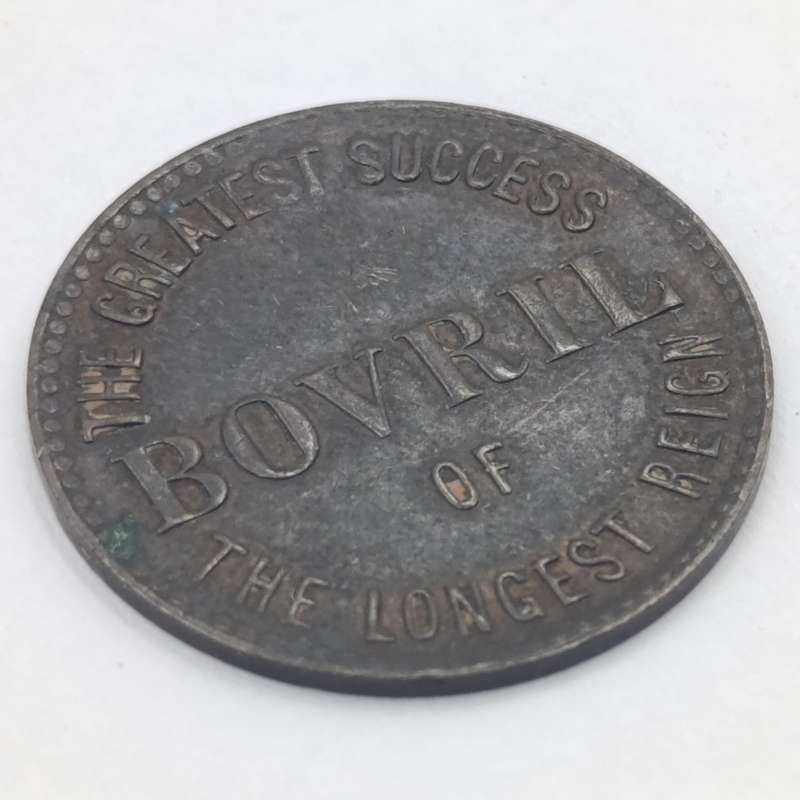 THE GREATEST SUCCESS
BOVRIL
OF
THE LONGEST REIGN